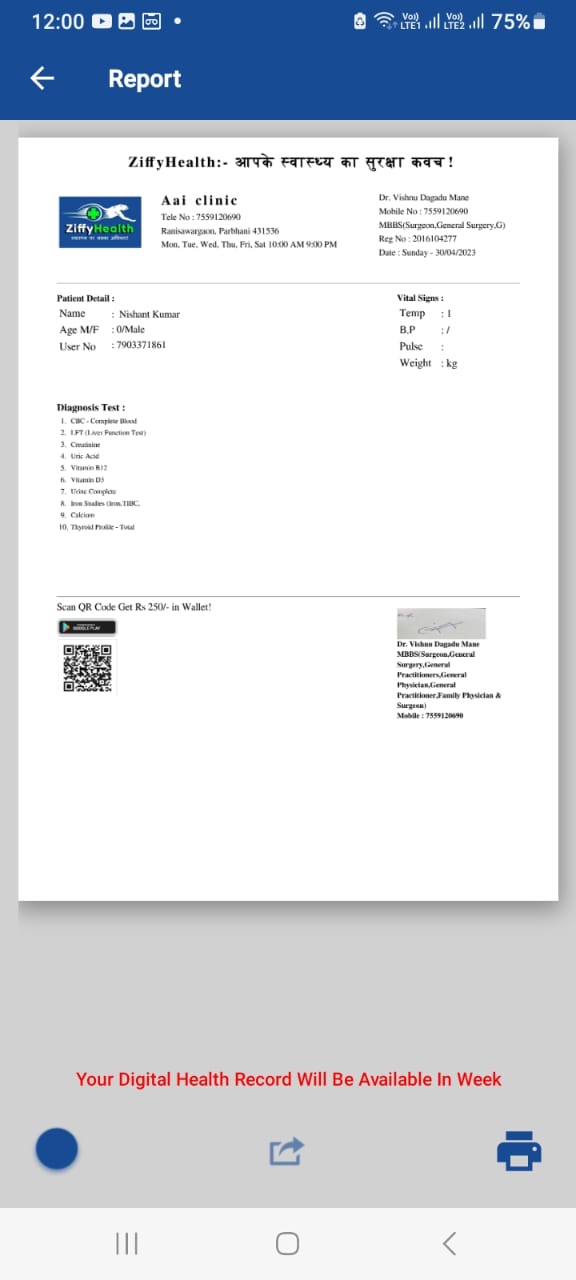 12:00
Vo)) LTE1 Vo)) LTE2 75%
Report
ZiffyHealth:- आपके स्वास्थ्य का सुरक्षा कवच !
ZiffyHealth
Aai clinic
Tele No : 7559120690
Ranisawargaon, Parbhani 431536
Mon, Tue, Wed, Thu, Fri, Sat 10:00 AM 9:00 PM
Dr. Vishnu Dagadu Mane
Mobile No : 7559120690
MBBS(Surgeon,General Surgery,G)
Reg No : 2016104277
Date : Sunday - 30/04/2023
Patient Detail :
Name : Nishant Kumar
Age M/F : 0/Male
User No : 7903371861
Vital Signs :
Temp : 1
B.P : /
Pulse :
Weight : kg
Diagnosis Test :
1. CBC - Complete Blood
2. LFT (Liver Function Test)
3. Creatinine
4. Uric Acid
5. Vitamin B12
6. Vitamin D3
7. Urine Complete
8. Iron Studies (Iron,TIBC,
9. Calcium
10. Thyroid Profile - Total
Scan QR Code Get Rs 250/- in Wallet!
GOOGLE PLAY
Dr. Vishnu Dagadu Mane
MBBS(Surgeon,General
Surgery,General
Practitioners,General
Physician,General
Practitioner,Family Physician &
Surgeon)
Mobile : 7559120690
Your Digital Health Record Will Be Available In Week